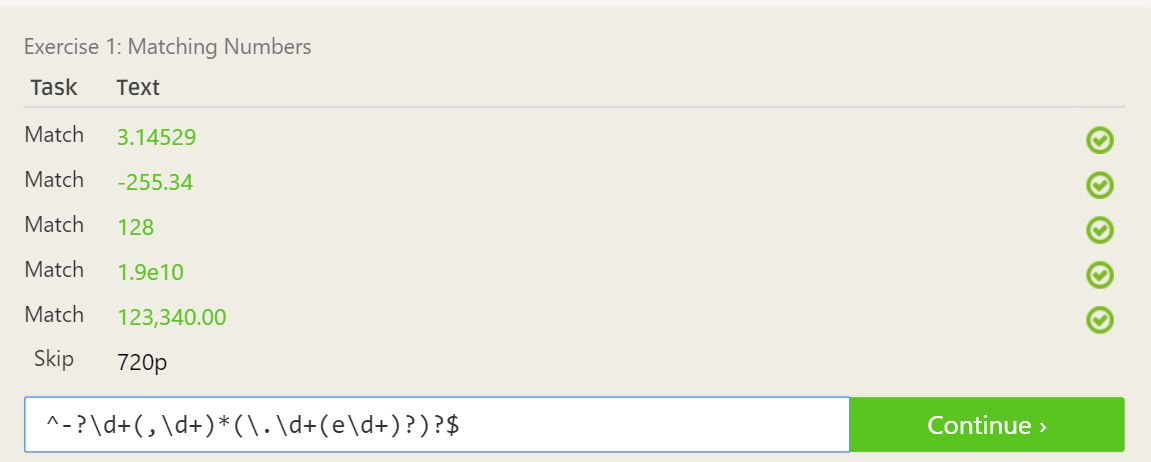 Exercise 1: Matching Numbers
Task Text
Match 3.14529
Match -255.34
Match 128
Match 1.9e10
Match 123,340.00
Skip 720p
^-?\d+(,\d+)*(\.\d+(e\d+)?)?$ Continue ›